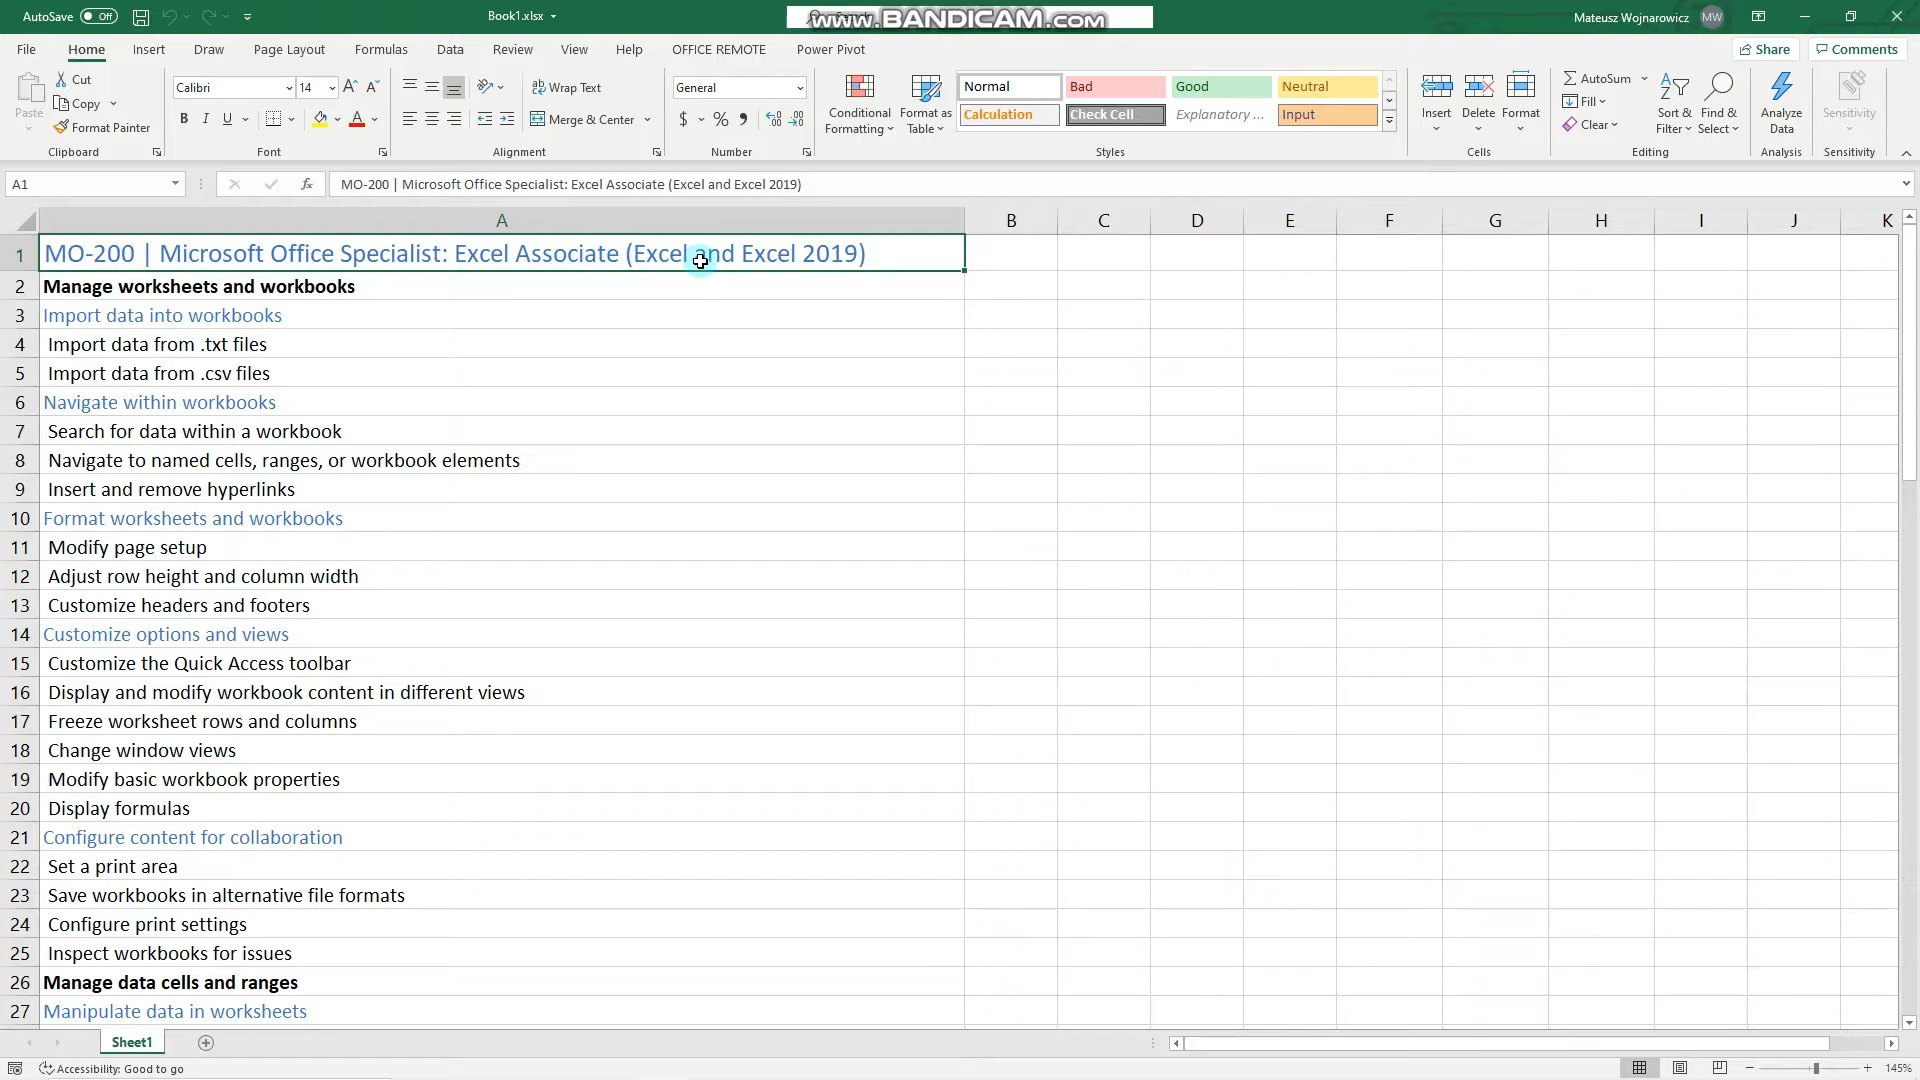 AutoSave Off
Book1.xlsx
www.BANDICAM.com
Mateusz Wojnarowicz MW
File Home Insert Draw Page Layout Formulas Data Review View Help OFFICE REMOTE Power Pivot Share Comments
Paste
Cut
Copy
Format Painter
Clipboard
Calibri 14
B I U
Font
Wrap Text
Merge & Center
Alignment
General
$ % 9
Number
Conditional Formatting
Format as Table
Normal Bad Good Neutral
Calculation Check Cell Explanatory ... Input
Styles
Insert Delete Format
Cells
AutoSum
Fill
Clear
Sort & Filter
Find & Select
Editing
Analyze Data
Analysis
Sensitivity
Sensitivity
A1 fx MO-200 | Microsoft Office Specialist: Excel Associate (Excel and Excel 2019)
A B C D E F G H I J K
1 MO-200 | Microsoft Office Specialist: Excel Associate (Excel and Excel 2019)
2 Manage worksheets and workbooks
3 Import data into workbooks
4 Import data from .txt files
5 Import data from .csv files
6 Navigate within workbooks
7 Search for data within a workbook
8 Navigate to named cells, ranges, or workbook elements
9 Insert and remove hyperlinks
10 Format worksheets and workbooks
11 Modify page setup
12 Adjust row height and column width
13 Customize headers and footers
14 Customize options and views
15 Customize the Quick Access toolbar
16 Display and modify workbook content in different views
17 Freeze worksheet rows and columns
18 Change window views
19 Modify basic workbook properties
20 Display formulas
21 Configure content for collaboration
22 Set a print area
23 Save workbooks in alternative file formats
24 Configure print settings
25 Inspect workbooks for issues
26 Manage data cells and ranges
27 Manipulate data in worksheets
Sheet1
Accessibility: Good to go
145%